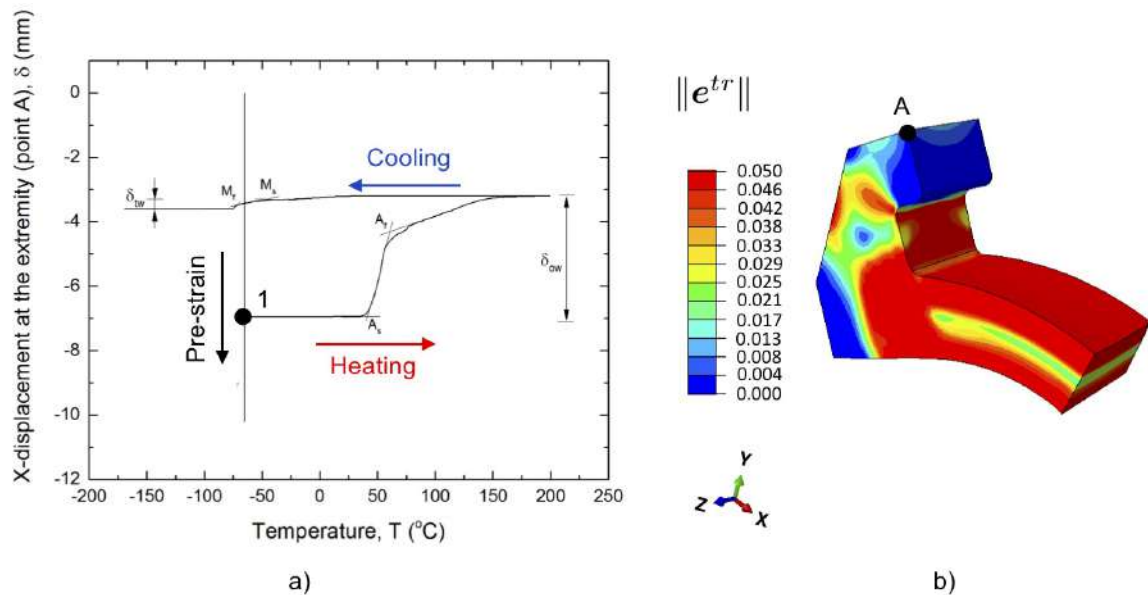 X-displacement at the extremity (point A), δ (mm)
0
-2
-4
-6
-8
-10
-12
-200 -150 -100 -50 0 50 100 150 200 250
Temperature, T (°C)
Cooling
Heating
Pre-strain
1
δtw
Mf
Ms
Af
As
δow
a)
‖e^tr‖
0.050
0.046
0.042
0.038
0.033
0.029
0.025
0.021
0.017
0.013
0.008
0.004
0.000
A
Y
Z
X
b)